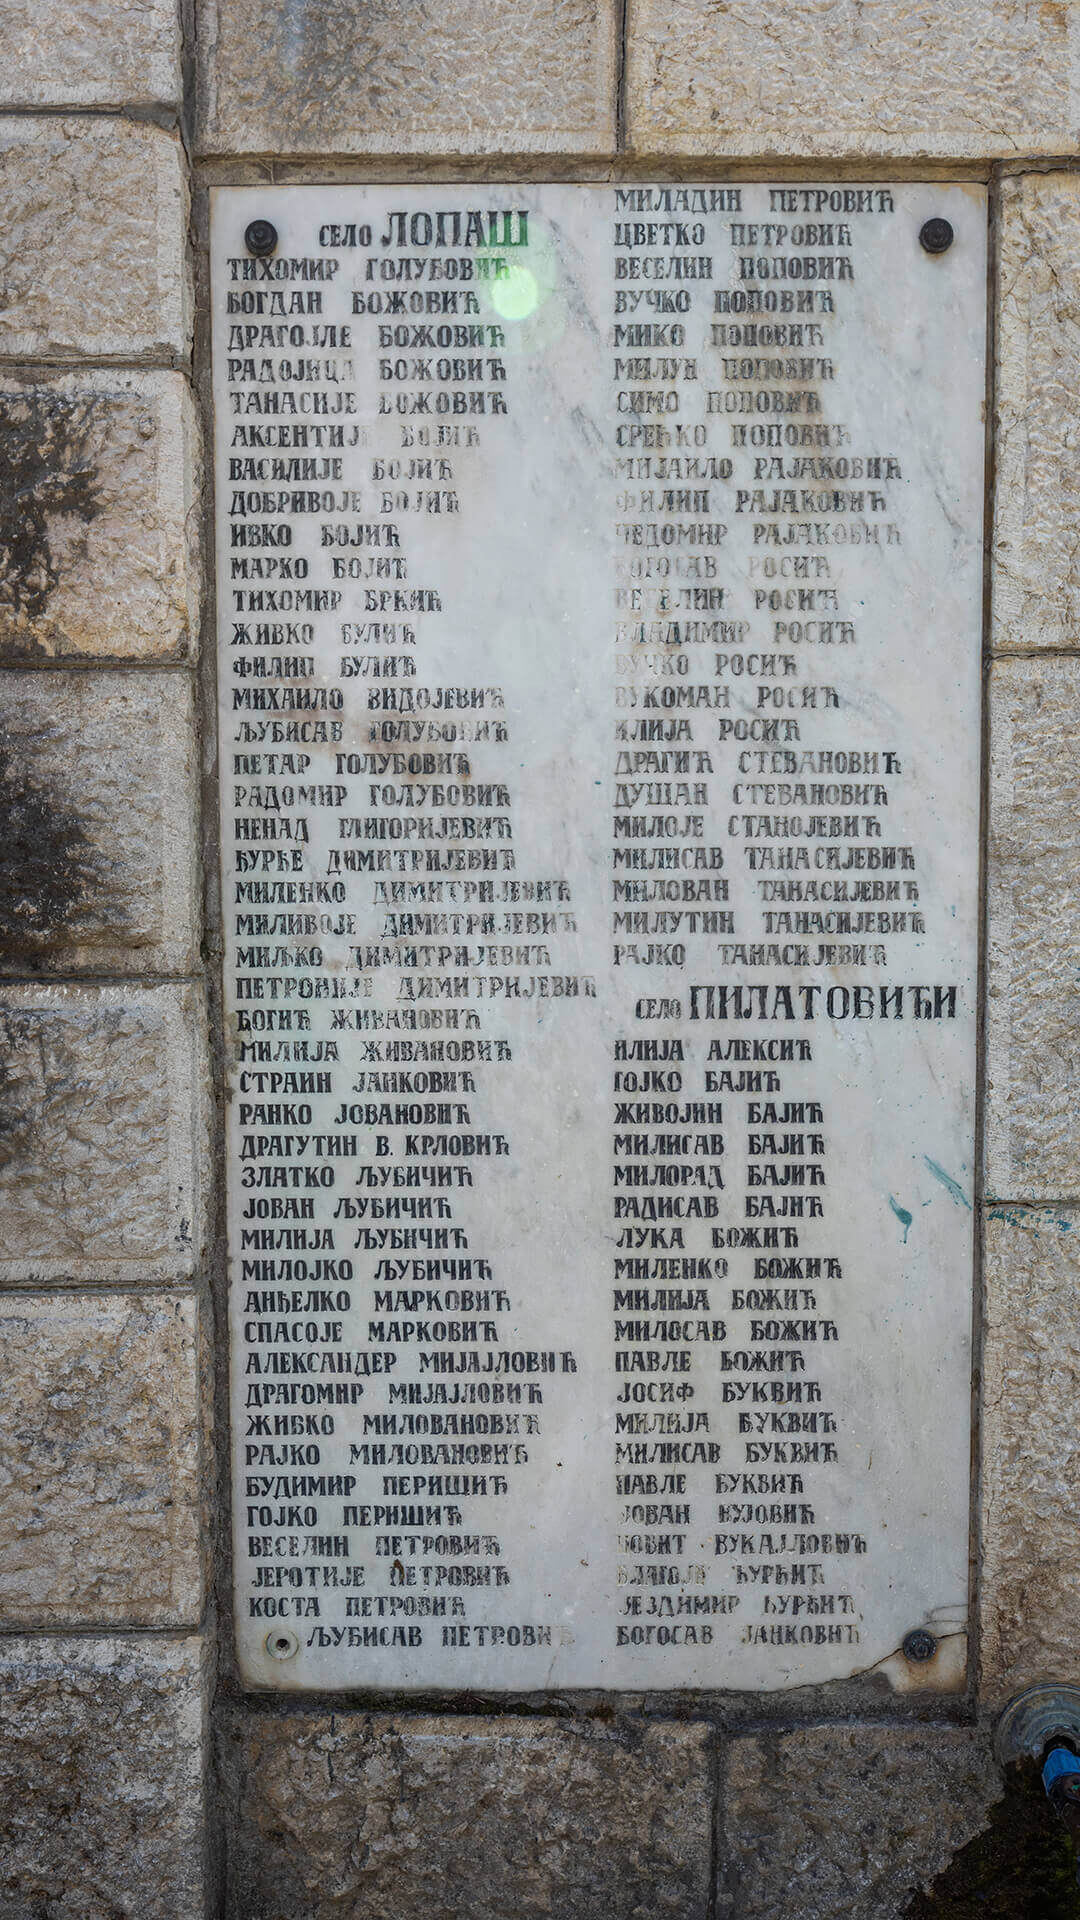 СЕЛО ЛОПАШ
ТИХОМИР ГОЛУБОВИЋ
БОГДАН БОЖОВИЋ
ДРАГОЈЛЕ БОЖОВИЋ
РАДОЈИЦА БОЖОВИЋ
ТАНАСИЈЕ БОЖОВИЋ
АКСЕНТИЈЕ БОЈИЋ
ВАСИЛИЈЕ БОЈИЋ
ДОБРИВОЈЕ БОЈИЋ
ИВКО БОЈИЋ
МАРКО БОЈИЋ
ТИХОМИР БРКИЋ
ЖИВКО БУЛИЋ
ФИЛИП БУЛИЋ
МИХАИЛО ВИДОЈЕВИЋ
ЉУБИСАВ ГОЛУБОВИЋ
ПЕТАР ГОЛУБОВИЋ
РАДОМИР ГОЛУБОВИЋ
НЕНАД ГЛИГОРИЈЕВИЋ
ЂУРЂЕ ДИМИТРИЈЕВИЋ
МИЛЕНКО ДИМИТРИЈЕВИЋ
МИЛИВОЈЕ ДИМИТРИЈЕВИЋ
МИЉКО ДИМИТРИЈЕВИЋ
ПЕТРОНИЈЕ ДИМИТРИЈЕВИЋ
БОГИЋ ЖИВАНОВИЋ
МИЛИЈА ЖИВАНОВИЋ
СТРАИН ЈАНКОВИЋ
РАНКО ЈОВАНОВИЋ
ДРАГУТИН В. КРЛОВИЋ
ЗЛАТКО ЉУБИЧИЋ
ЈОВАН ЉУБИЧИЋ
МИЛИЈА ЉУБИЧИЋ
МИЛОЈКО ЉУБИЧИЋ
АНЂЕЛКО МАРКОВИЋ
СПАСОЈЕ МАРКОВИЋ
АЛЕКСАНДЕР МИЈАЈЛОВИЋ
ДРАГОМИР МИЈАЈЛОВИЋ
ЖИВКО МИЛОВАНОВИЋ
РАЈКО МИЛОВАНОВИЋ
БУДИМИР ПЕРИШИЋ
ГОЈКО ПЕРИШИЋ
ВЕСЕЛИН ПЕТРОВИЋ
ЈЕРОТИЈЕ ПЕТРОВИЋ
КОСТА ПЕТРОВИЋ
ЉУБИСАВ ПЕТРОВИЋ
МИЛАДИН ПЕТРОВИЋ
ЦВЕТКО ПЕТРОВИЋ
ВЕСЕЛИН ПОПОВИЋ
ВУЧКО ПОПОВИЋ
МИКО ПОПОВИЋ
МИЛУН ПОПОВИЋ
СИМО ПОПОВИЋ
СРЕЋКО ПОПОВИЋ
МИЈАИЛО РАЈАКОВИЋ
ФИЛИП РАЈАКОВИЋ
ЧЕДОМИР РАЈАКОВИЋ
БОГОСАВ РОСИЋ
ВЕСЕЛИН РОСИЋ
ВЛАДИМИР РОСИЋ
ВУЧКО РОСИЋ
ВУКОМАН РОСИЋ
ИЛИЈА РОСИЋ
ДРАГИЋ СТЕВАНОВИЋ
ДУШАН СТЕВАНОВИЋ
МИЛОЈЕ СТАНОЈЕВИЋ
МИЛИСАВ ТАНАСИЈЕВИЋ
МИЛОВАН ТАНАСИЈЕВИЋ
МИЛУТИН ТАНАСИЈЕВИЋ
РАЈКО ТАНАСИЈЕВИЋ
СЕЛО ПИЛАТОВИЋИ
ИЛИЈА АЛЕКСИЋ
ГОЈКО БАЈИЋ
ЖИВОЈИН БАЈИЋ
МИЛИСАВ БАЈИЋ
МИЛОРАД БАЈИЋ
РАДИСАВ БАЈИЋ
ЛУКА БОЖИЋ
МИЛЕНКО БОЖИЋ
МИЛИЈА БОЖИЋ
МИЛОСАВ БОЖИЋ
ПАВЛЕ БОЖИЋ
ЈОСИФ БУКВИЋ
МИЛИЈА БУКВИЋ
МИЛИСАВ БУКВИЋ
ПАВЛЕ БУКВИЋ
ЈОВАН ВУЈОВИЋ
ВУКАЈЛОВИЋ
БЛАГОЈЕ ЂУРЂИЋ
ЈЕЗДИМИР ЂУРЂИЋ
БОГОСАВ ЈАНКОВИЋ